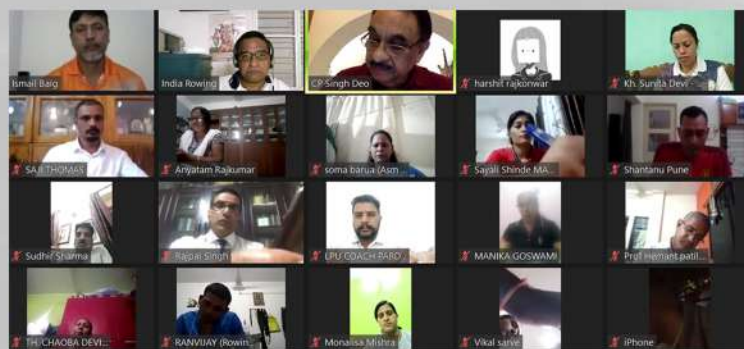 Ismail Baig
India Rowing
CP Singh Deo
harshit rajkonwar
Kh. Sunita Devi -
SAJI THOMAS
Anyatam Rajkumar
soma barua (Asm...
Sayali Shinde MA...
Shantanu Pune
Sudhir Sharma
Rajpal Singh
LPU COACH PARD...
MANIKA GOSWAMI
Prof Hemant patil...
TH. CHAOBA DEVI...
RANVIJAY (Rowin...
Monalisa Mishra
Vikal sarve
iPhone